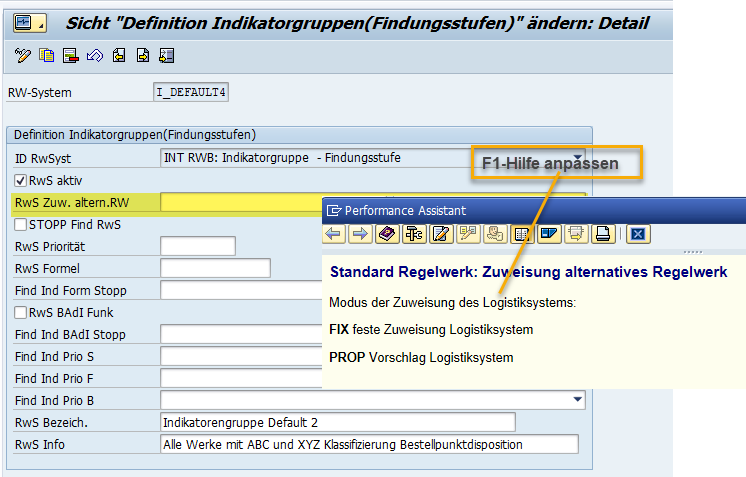 Sicht "Definition Indikatorgruppen(Findungsstufen)" ändern: Detail
RW-System I_DEFAULT4
Definition Indikatorgruppen(Findungsstufen)
ID RwSyst INT RWB: Indikatorgruppe - Findungsstufe
F1-Hilfe anpassen
RwS aktiv
RwS Zuw. altern.RW
Performance Assistant
STOPP Find RwS
RwS Priorität
RwS Formel
Find Ind Form Stopp
RwS BAdI Funk
Find Ind BAdI Stopp
Find Ind Prio S
Find Ind Prio F
Find Ind Prio B
Standard Regelwerk: Zuweisung alternatives Regelwerk
Modus der Zuweisung des Logistiksystems:
FIX feste Zuweisung Logistiksystem
PROP Vorschlag Logistiksystem
RwS Bezeich. Indikatorengruppe Default 2
RwS Info Alle Werke mit ABC und XYZ Klassifizierung Bestellpunktdisposition